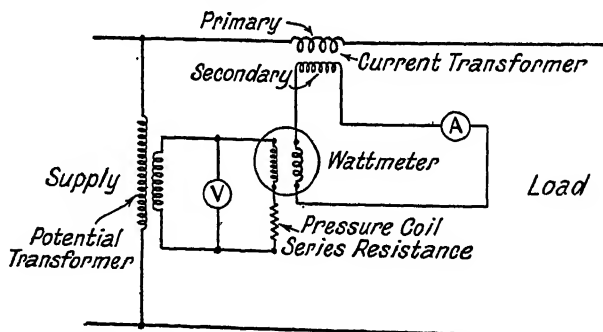 Primary
Current Transformer
Secondary
A
Supply
V
Wattmeter
Load
Potential
Transformer
Pressure Coil
Series Resistance